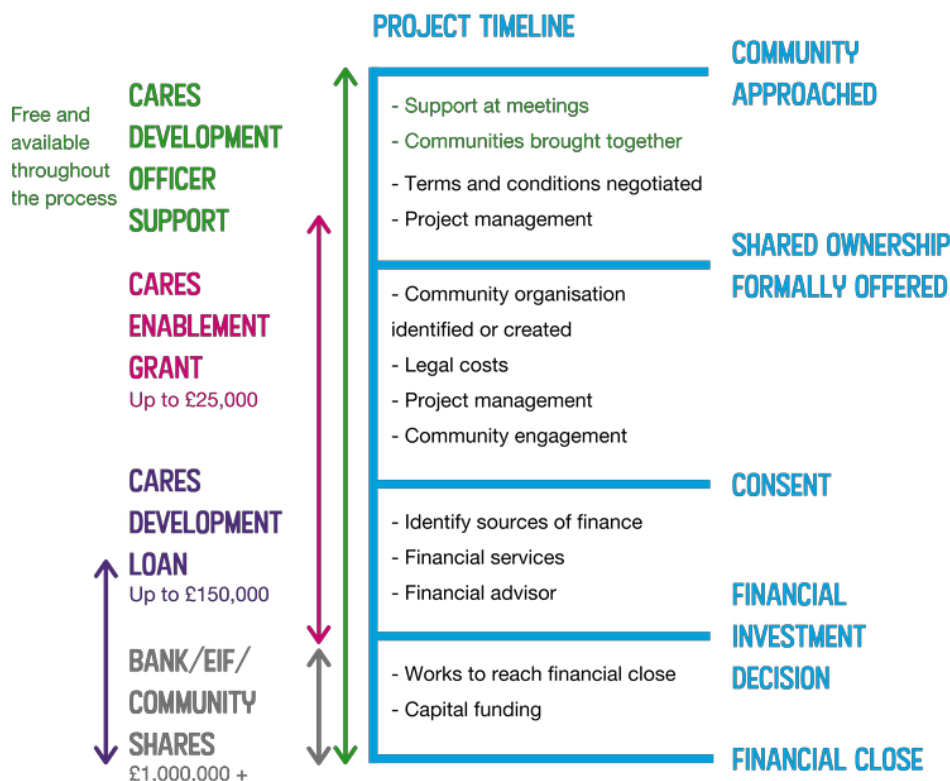 PROJECT TIMELINE
Free and
available
throughout
the process
CARES
DEVELOPMENT
OFFICER
SUPPORT
CARES
ENABLEMENT
GRANT
Up to £25,000
CARES
DEVELOPMENT
LOAN
Up to £150,000
BANK/EIF/
COMMUNITY
SHARES
£1,000,000 +
- Support at meetings
- Communities brought together
- Terms and conditions negotiated
- Project management
- Community organisation
identified or created
- Legal costs
- Project management
- Community engagement
- Identify sources of finance
- Financial services
- Financial advisor
- Works to reach financial close
- Capital funding
COMMUNITY
APPROACHED
SHARED OWNERSHIP
FORMALLY OFFERED
CONSENT
FINANCIAL
INVESTMENT
DECISION
FINANCIAL CLOSE